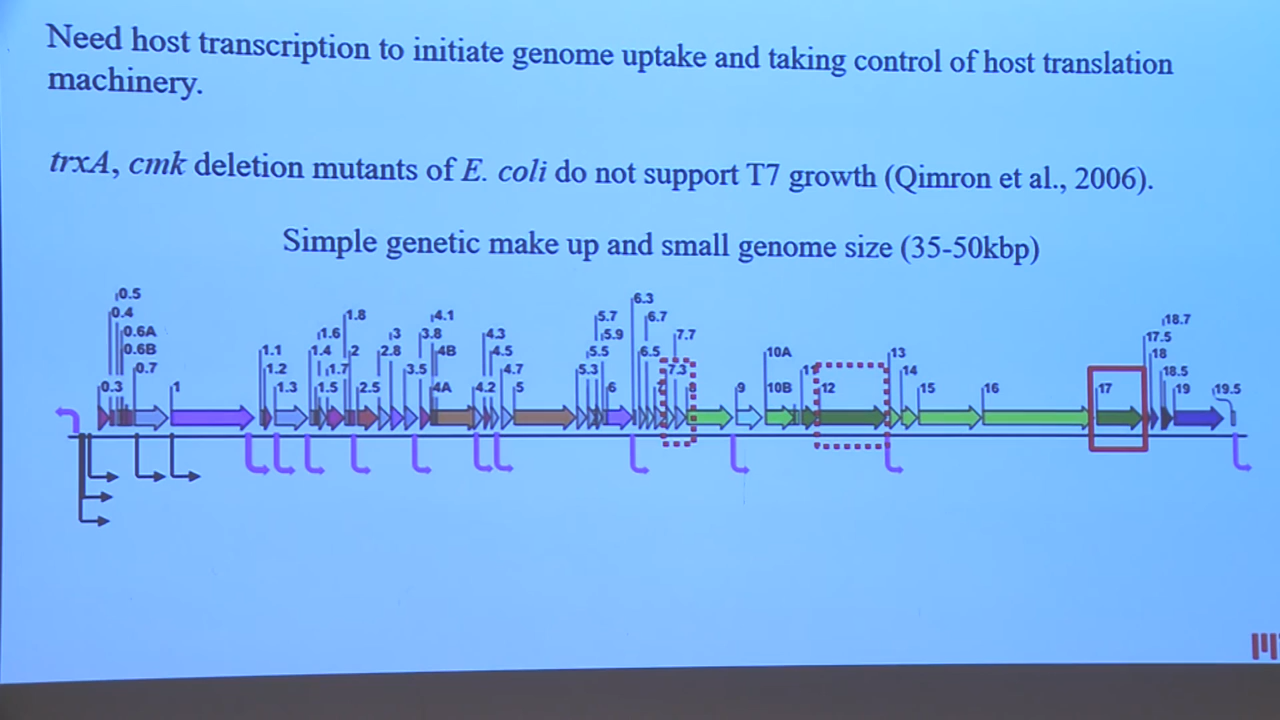 Need host transcription to initiate genome uptake and taking control of host translation
machinery.
trxA, cmk deletion mutants of E. coli do not support T7 growth (Qimron et al., 2006).
Simple genetic make up and small genome size (35-50kbp)
0.5 6.3
0.4 1.8 4.1 5.7 6.7 18.7
0.6A 1.6 3 3.8 4.3 5.9 7.7 17.5
0.6B 1.1 1.4 2 2.8 4B 4.5 5.5 6.5 10A 13 18
0.7 1.2 1.7 3.5 4.7 5.3 7.3 14 18.5
0.3 1 1.3 1.5 2.5 4A 4.2 5 6 8 9 10B 12 15 16 17 19 19.5